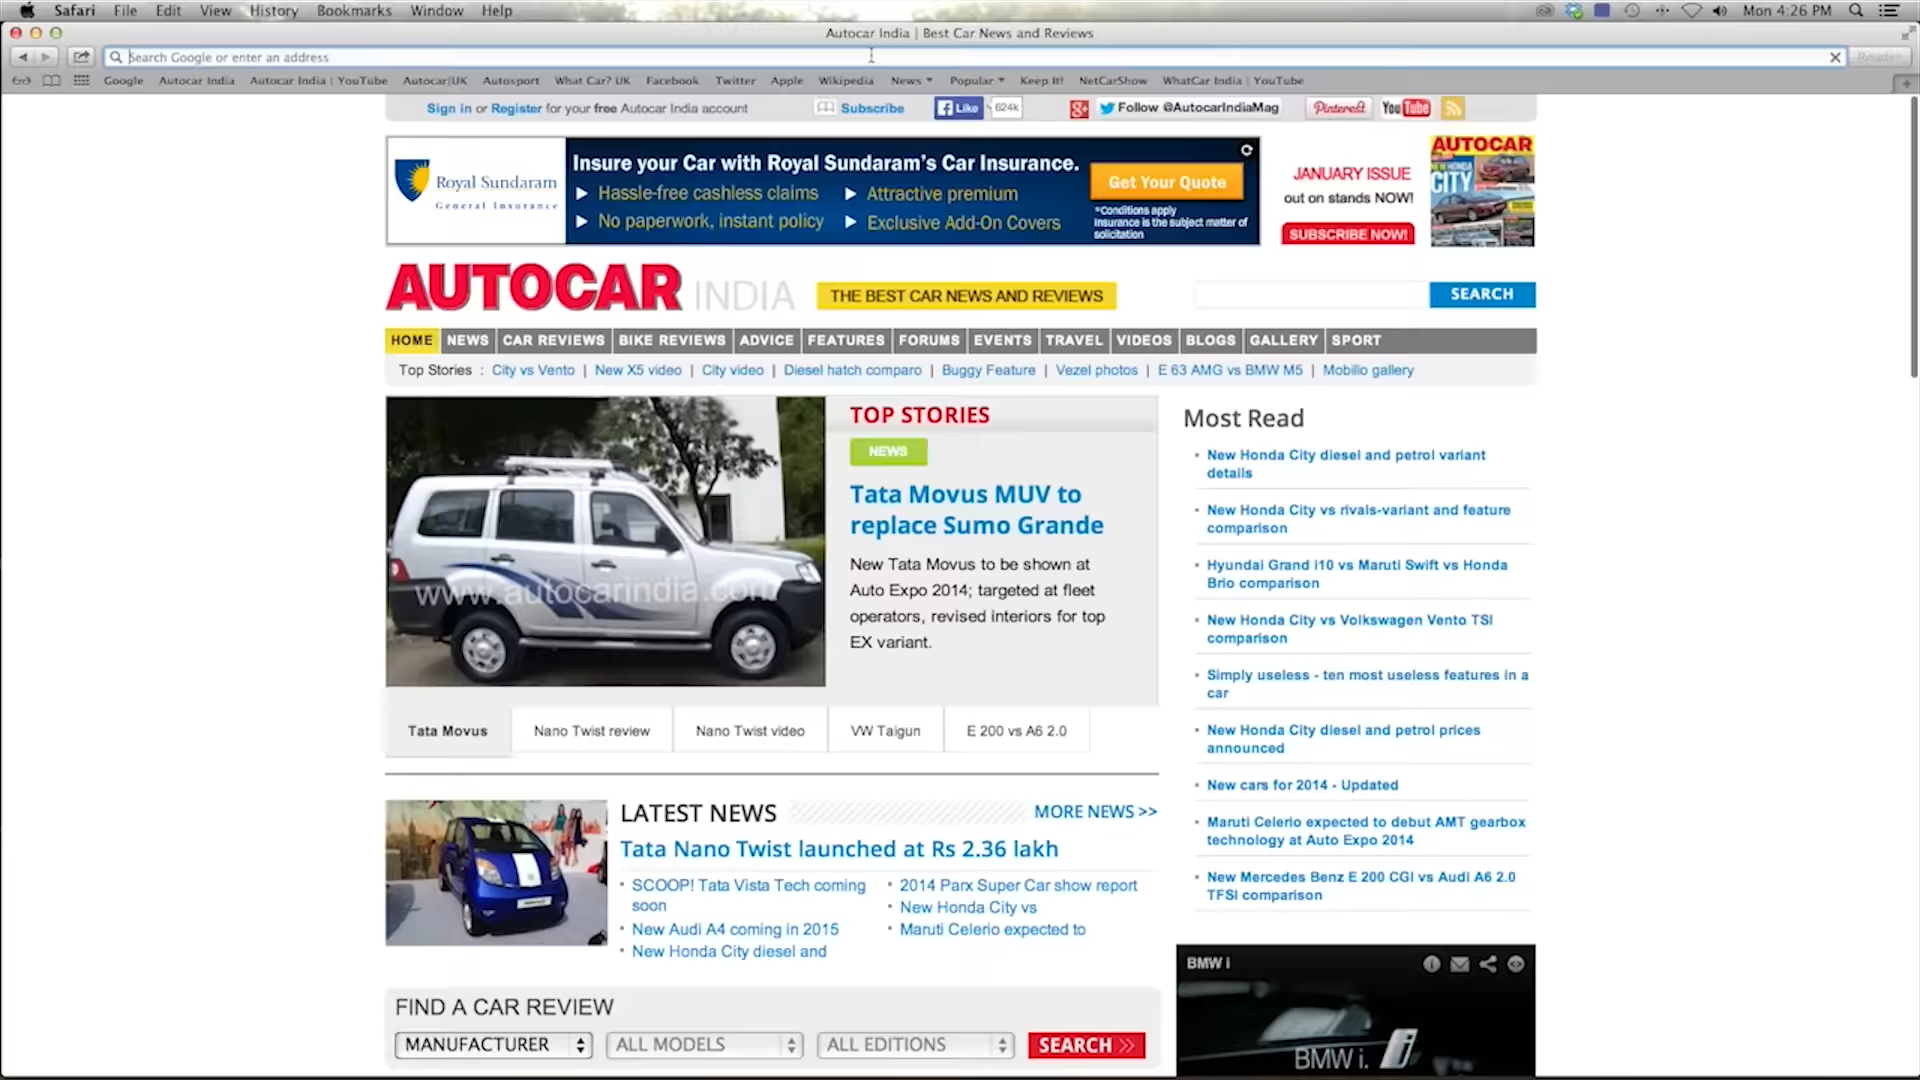 Safari File Edit View History Bookmarks Window Help
Mon 4:26 PM
Autocar India | Best Car News and Reviews
Search Google or enter an address
Reader
Google Autocar India Autocar India | YouTube Autocar|UK Autosport What Car? UK Facebook Twitter Apple Wikipedia News Popular Keep It! NetCarShow WhatCar India | YouTube
Sign in or Register for your free Autocar India account
Subscribe
Like 624k
Follow @AutocarIndiaMag
Pinterest
YouTube
Royal Sundaram
General Insurance
Insure your Car with Royal Sundaram's Car Insurance.
Hassle-free cashless claims
Attractive premium
No paperwork, instant policy
Exclusive Add-On Covers
Get Your Quote
*Conditions apply
Insurance is the subject matter of
solicitation
JANUARY ISSUE
out on stands NOW!
SUBSCRIBE NOW!
AUTOCAR
CITY
AUTOCAR INDIA
THE BEST CAR NEWS AND REVIEWS
SEARCH
HOME NEWS CAR REVIEWS BIKE REVIEWS ADVICE FEATURES FORUMS EVENTS TRAVEL VIDEOS BLOGS GALLERY SPORT
Top Stories : City vs Vento | New X5 video | City video | Diesel hatch comparo | Buggy Feature | Vezel photos | E 63 AMG vs BMW M5 | Mobilio gallery
www.autocarindia.com
TOP STORIES
NEWS
Tata Movus MUV to
replace Sumo Grande
New Tata Movus to be shown at
Auto Expo 2014; targeted at fleet
operators, revised interiors for top
EX variant.
Tata Movus
Nano Twist review
Nano Twist video
VW Taigun
E 200 vs A6 2.0
Most Read
New Honda City diesel and petrol variant
details
New Honda City vs rivals-variant and feature
comparison
Hyundai Grand i10 vs Maruti Swift vs Honda
Brio comparison
New Honda City vs Volkswagen Vento TSI
comparison
Simply useless - ten most useless features in a
car
New Honda City diesel and petrol prices
announced
New cars for 2014 - Updated
Maruti Celerio expected to debut AMT gearbox
technology at Auto Expo 2014
New Mercedes Benz E 200 CGI vs Audi A6 2.0
TFSI comparison
LATEST NEWS
MORE NEWS >>
Tata Nano Twist launched at Rs 2.36 lakh
SCOOP! Tata Vista Tech coming
soon
New Audi A4 coming in 2015
New Honda City diesel and
2014 Parx Super Car show report
New Honda City vs
Maruti Celerio expected to
FIND A CAR REVIEW
MANUFACTURER
ALL MODELS
ALL EDITIONS
SEARCH >>
BMW i
BMW i.